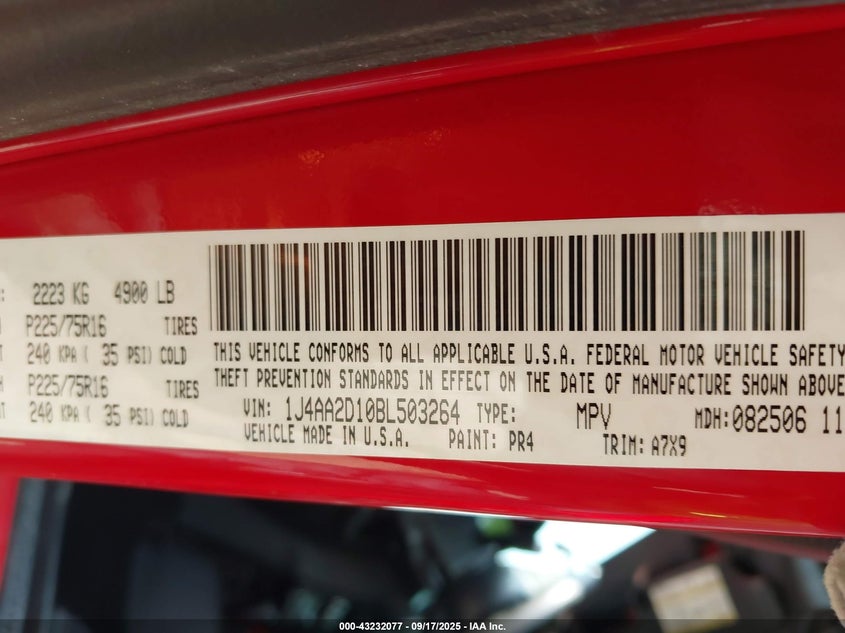 : 2223 KG 4900 LB
P225/75R16 TIRES
240 KPA ( 35 PSI) COLD
P225/75R16 TIRES
240 KPA ( 35 PSI) COLD
THIS VEHICLE CONFORMS TO ALL APPLICABLE U.S.A. FEDERAL MOTOR VEHICLE SAFETY
THEFT PREVENTION STANDARDS IN EFFECT ON THE DATE OF MANUFACTURE SHOWN ABOVE
VIN: 1J4AA2D10BL503264 TYPE: MPV MDH: 082506 11
VEHICLE MADE IN U.S.A. PAINT: PR4 TRIM: A7X9
000-43232077 - 09/17/2025 - IAA Inc.